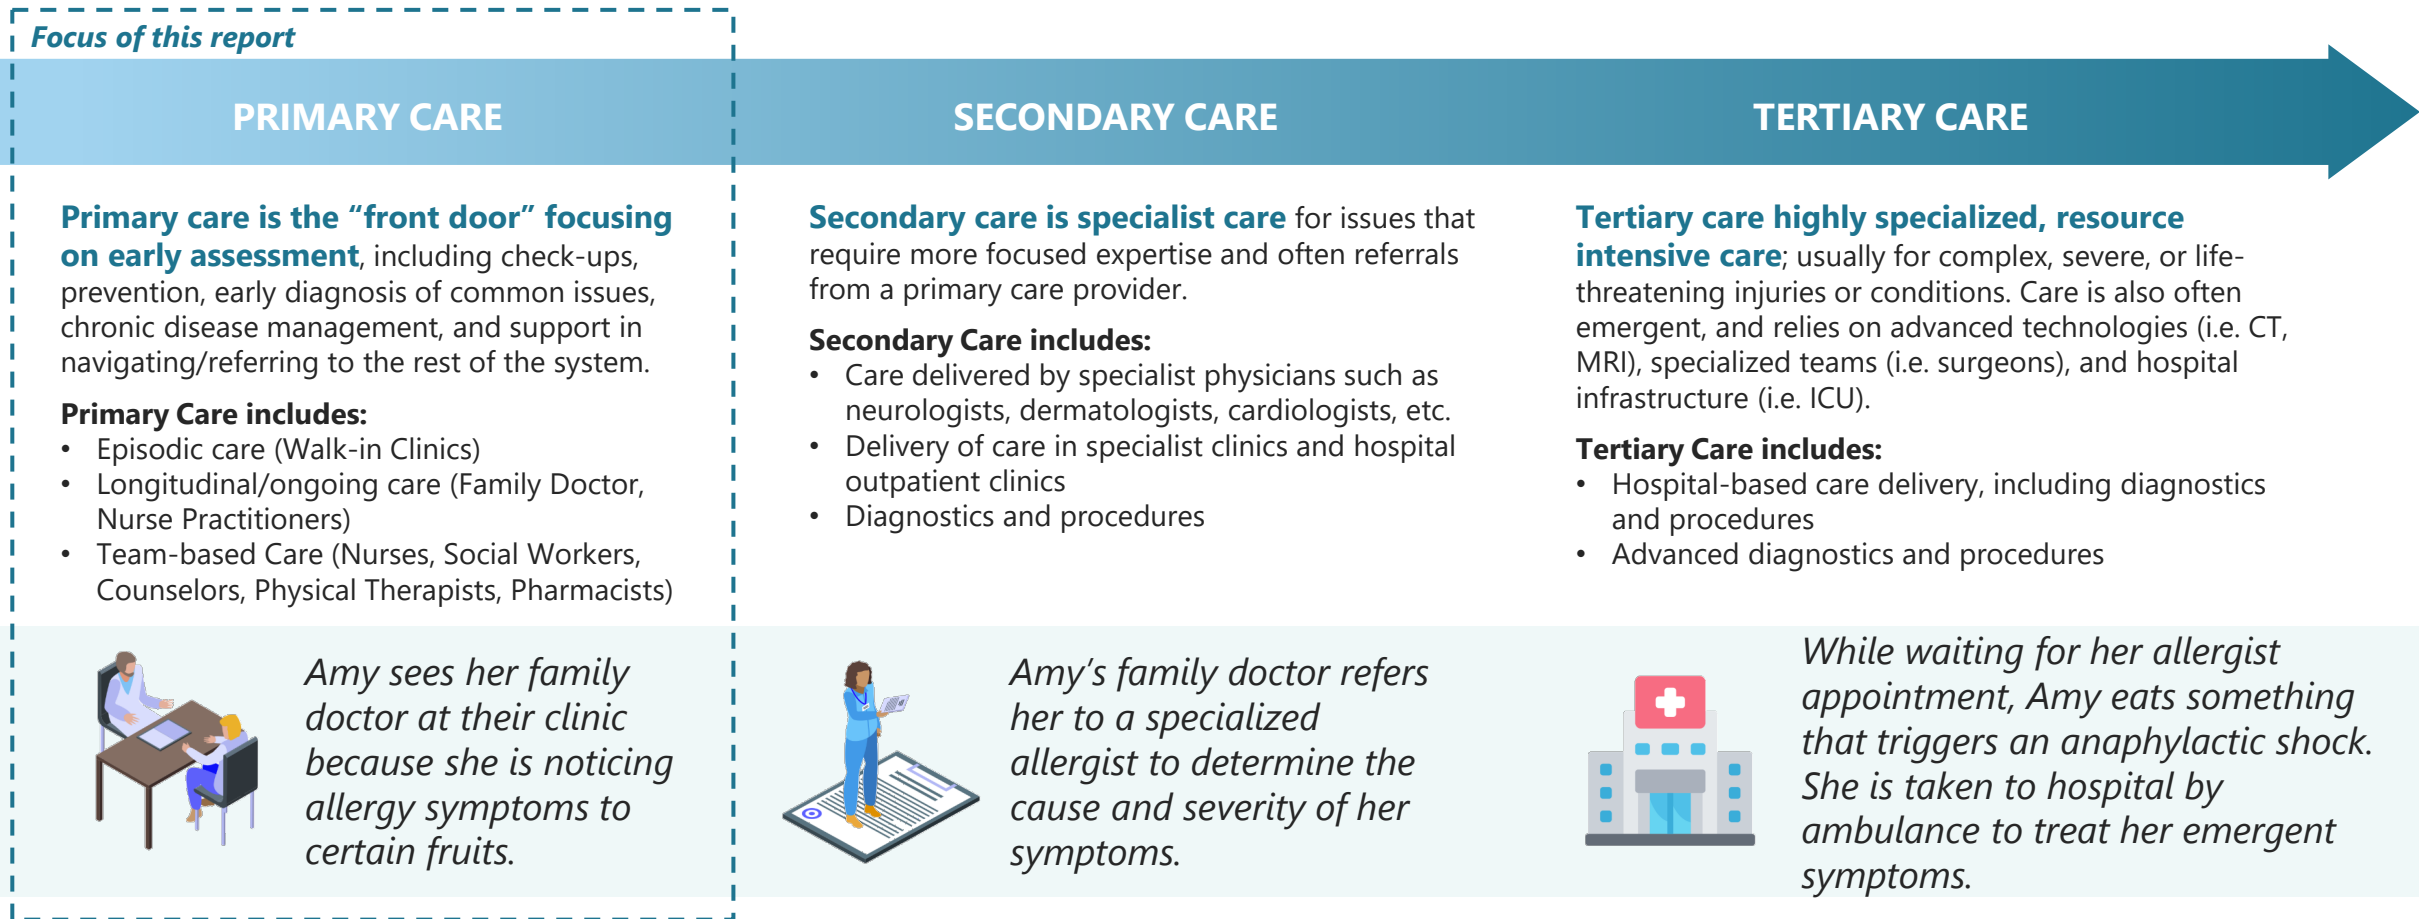 Focus of this report
PRIMARY CARE
SECONDARY CARE
TERTIARY CARE
Primary care is the “front door” focusing
on early assessment, including check-ups,
prevention, early diagnosis of common issues,
chronic disease management, and support in
navigating/referring to the rest of the system.
Primary Care includes:
• Episodic care (Walk-in Clinics)
• Longitudinal/ongoing care (Family Doctor,
Nurse Practitioners)
• Team-based Care (Nurses, Social Workers,
Counselors, Physical Therapists, Pharmacists)
Secondary care is specialist care for issues that
require more focused expertise and often referrals
from a primary care provider.
Secondary Care includes:
• Care delivered by specialist physicians such as
neurologists, dermatologists, cardiologists, etc.
• Delivery of care in specialist clinics and hospital
outpatient clinics
• Diagnostics and procedures
Tertiary care highly specialized, resource
intensive care; usually for complex, severe, or life-
threatening injuries or conditions. Care is also often
emergent, and relies on advanced technologies (i.e. CT,
MRI), specialized teams (i.e. surgeons), and hospital
infrastructure (i.e. ICU).
Tertiary Care includes:
• Hospital-based care delivery, including diagnostics
and procedures
• Advanced diagnostics and procedures
Amy sees her family
doctor at their clinic
because she is noticing
allergy symptoms to
certain fruits.
Amy’s family doctor refers
her to a specialized
allergist to determine the
cause and severity of her
symptoms.
While waiting for her allergist
appointment, Amy eats something
that triggers an anaphylactic shock.
She is taken to hospital by
ambulance to treat her emergent
symptoms.